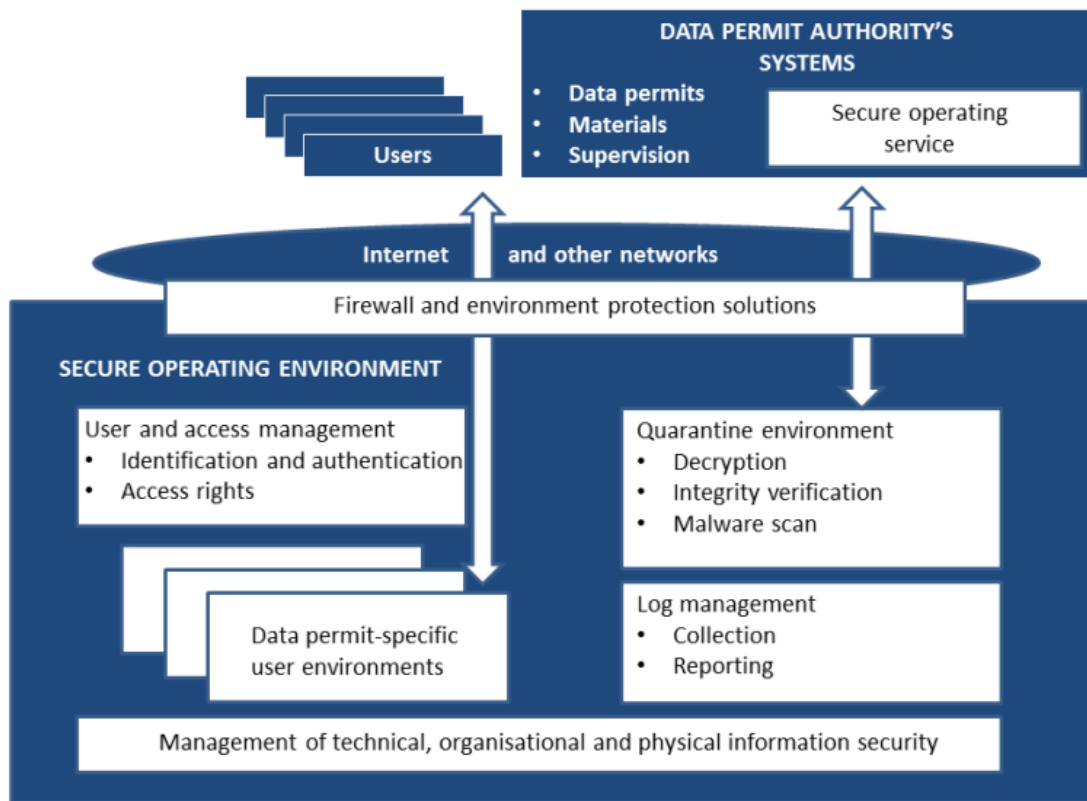 DATA PERMIT AUTHORITY'S
SYSTEMS
• Data permits
• Materials
• Supervision
Secure operating
service
Users
Internet and other networks
Firewall and environment protection solutions
SECURE OPERATING ENVIRONMENT
User and access management
• Identification and authentication
• Access rights
Quarantine environment
• Decryption
• Integrity verification
• Malware scan
Data permit-specific
user environments
Log management
• Collection
• Reporting
Management of technical, organisational and physical information security